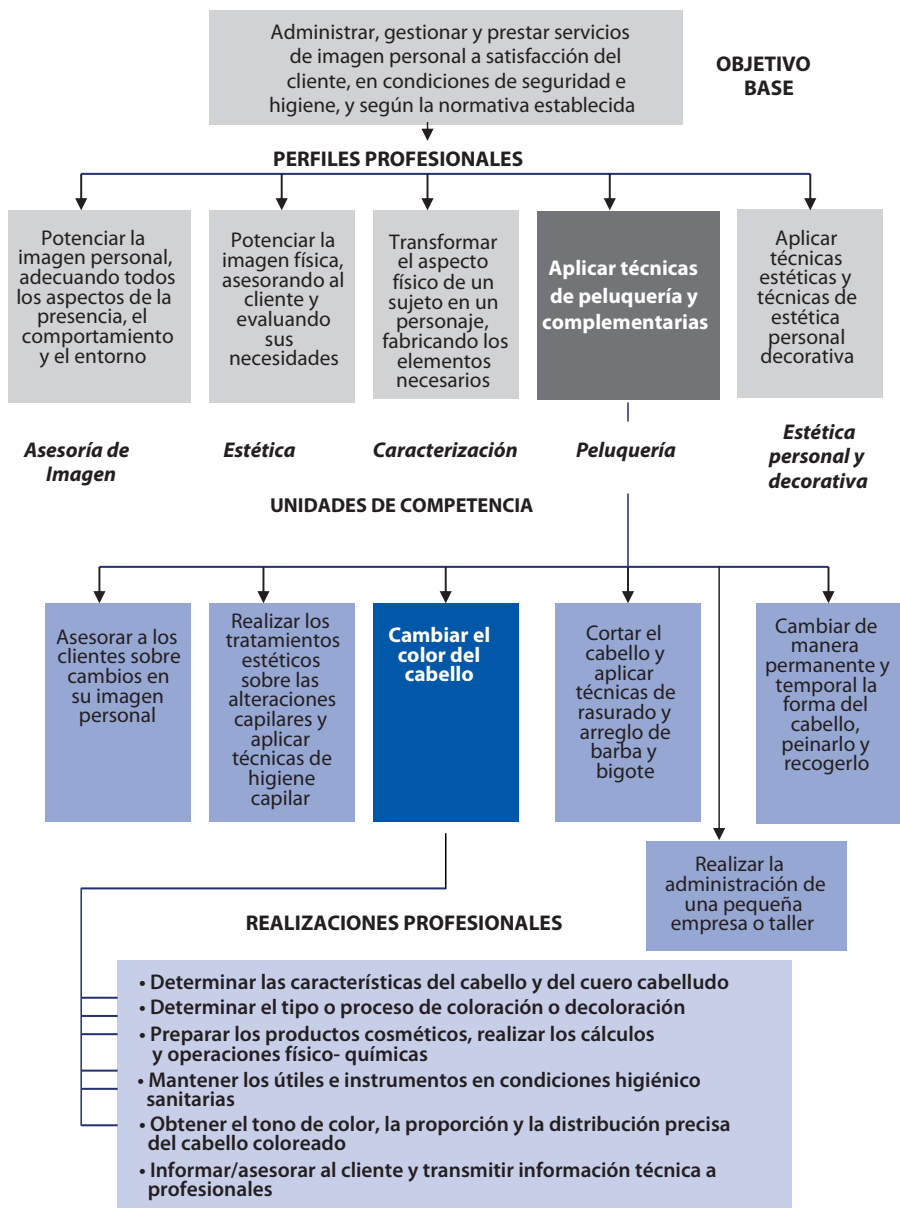 Administrar, gestionar y prestar servicios
de imagen personal a satisfacción del
cliente, en condiciones de seguridad e
higiene, y según la normativa establecida
OBJETIVO
BASE
PERFILES PROFESIONALES
Potenciar la
imagen personal,
adecuando todos
los aspectos de la
presencia, el
comportamiento
y el entorno
Potenciar la
imagen física,
asesorando al
cliente y
evaluando
sus
necesidades
Transformar
el aspecto
físico de un
sujeto en un
personaje,
fabricando los
elementos
necesarios
Aplicar técnicas
de peluquería y
complementarias
Aplicar
técnicas
estéticas y
técnicas de
estética
personal
decorativa
Asesoría de
Imagen
Estética
Caracterización
Peluquería
Estética
personal y
decorativa
UNIDADES DE COMPETENCIA
Asesorar a los
clientes sobre
cambios en
su imagen
personal
Realizar los
tratamientos
estéticos
sobre las
alteraciones
capilares y
aplicar
técnicas de
higiene
capilar
Cambiar el
color del
cabello
Cortar el
cabello y
aplicar
técnicas de
rasurado y
arreglo de
barba y
bigote
Cambiar de
manera
permanente y
temporal la
forma del
cabello,
peinarlo y
recogerlo
Realizar la
administración de
una pequeña
empresa o taller
REALIZACIONES PROFESIONALES
• Determinar las características del cabello y del cuero cabelludo
• Determinar el tipo o proceso de coloración o decoloración
• Preparar los productos cosméticos, realizar los cálculos
y operaciones físico- químicas
• Mantener los útiles e instrumentos en condiciones higiénico
sanitarias
• Obtener el tono de color, la proporción y la distribución precisa
del cabello coloreado
• Informar/asesorar al cliente y transmitir información técnica a
profesionales